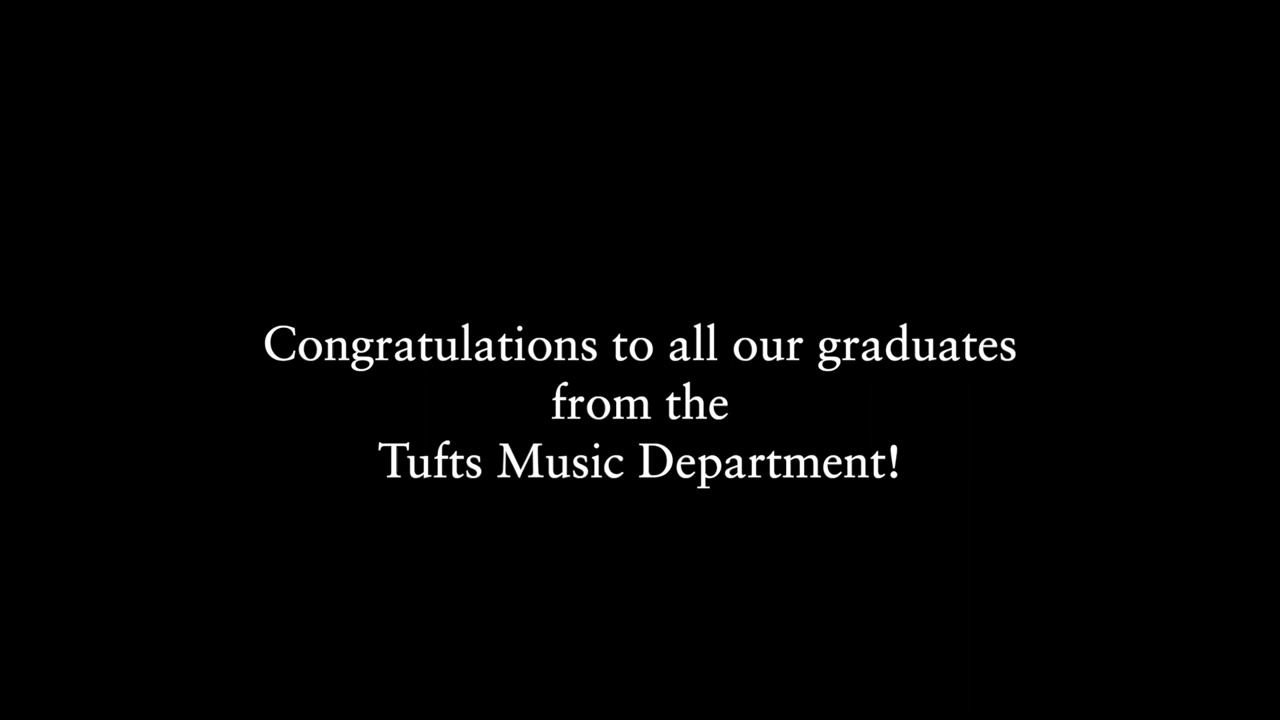 Congratulations to all our graduates
from the
Tufts Music Department!